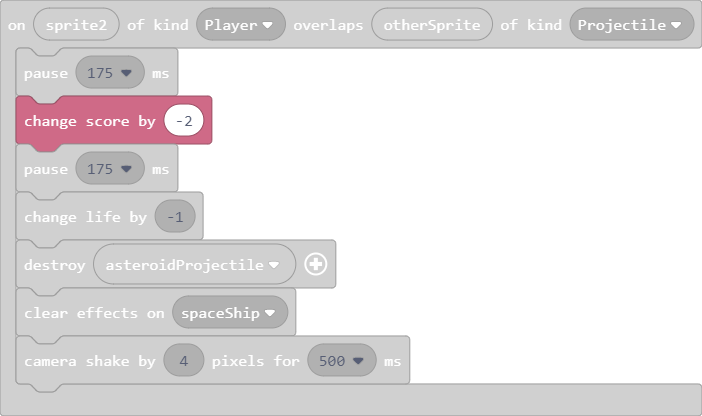 on sprite2 of kind Player overlaps otherSprite of kind Projectile
pause 175 ms
change score by -2
pause 175 ms
change life by -1
destroy asteroidProjectile
clear effects on spaceShip
camera shake by 4 pixels for 500 ms